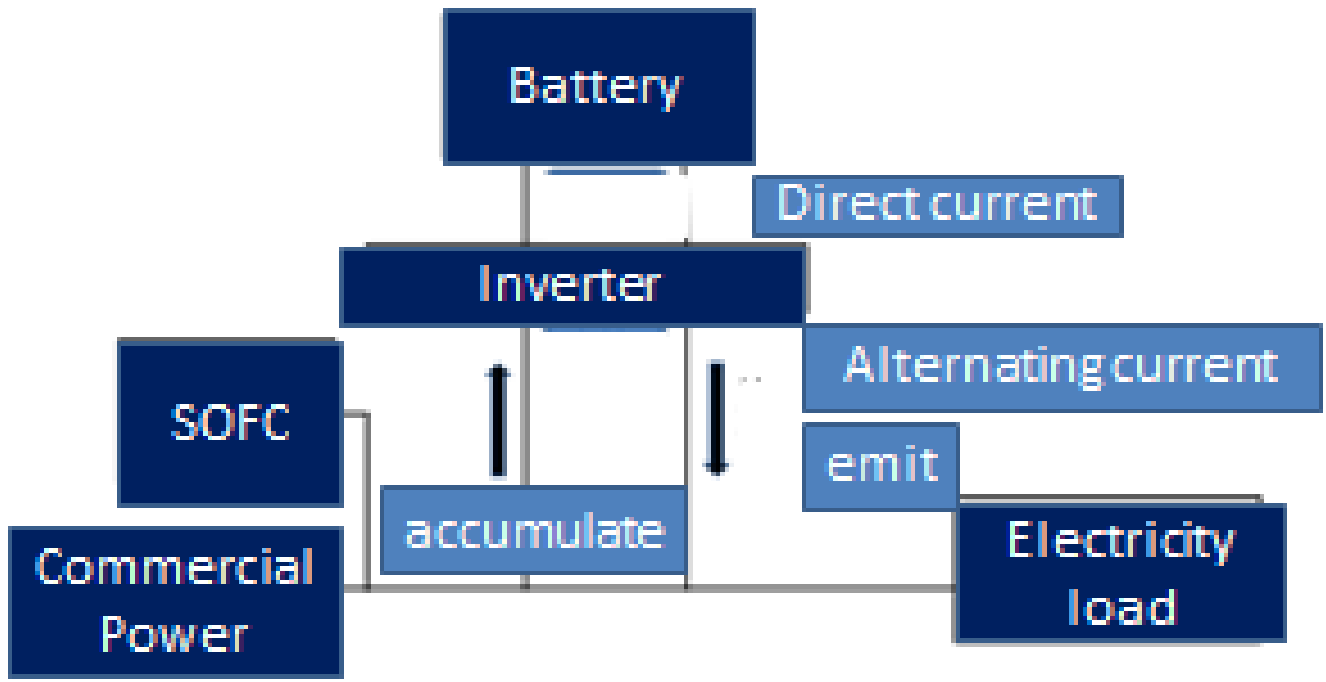 Battery
Direct current
Inverter
Alternating current
SOFC
emit
accumulate
Electricity
load
Commercial
Power